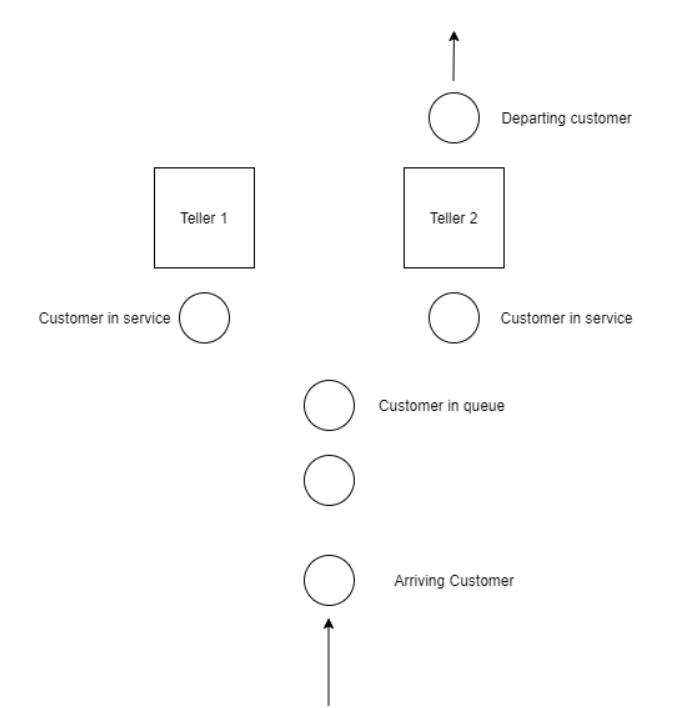 Departing customer
Teller 1
Teller 2
Customer in service
Customer in service
Customer in queue
Arriving Customer